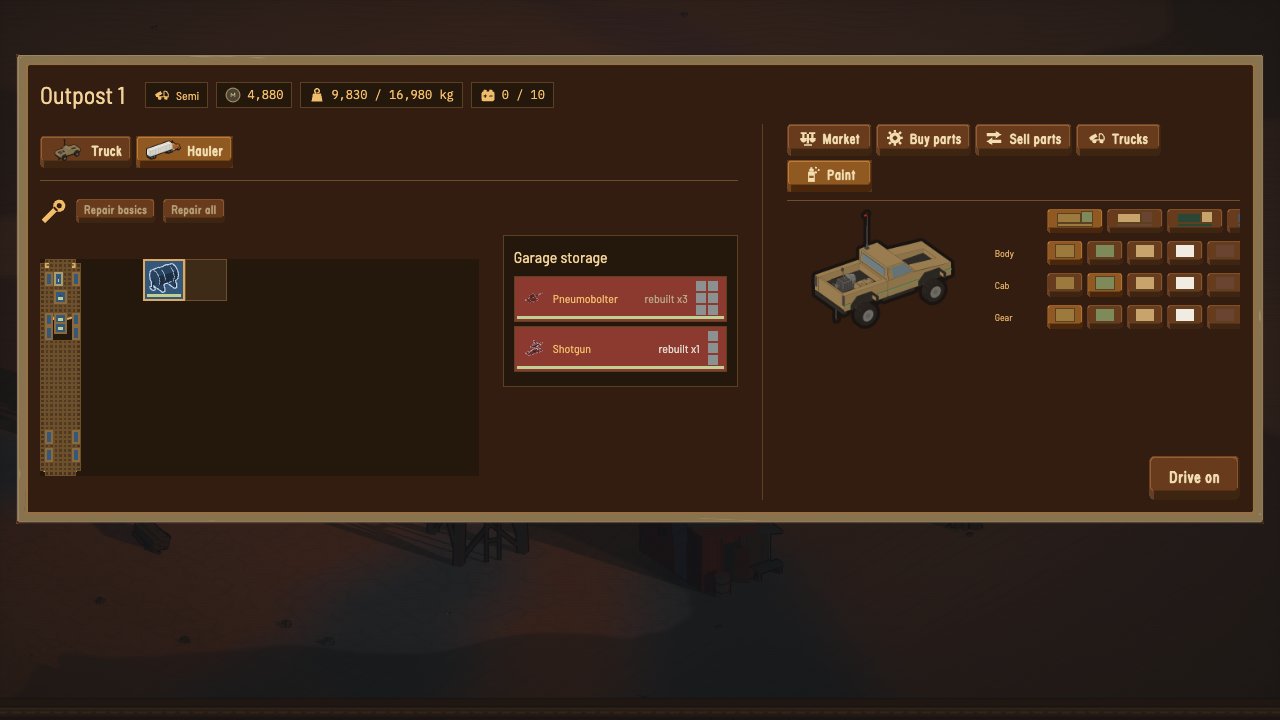 Outpost 1
Semi
4,880
9,830 / 16,980 kg
0 / 10
Truck
Hauler
Repair basics
Repair all
Garage storage
Pneumobolter
rebuilt x3
Shotgun
rebuilt x1
Market
Buy parts
Sell parts
Trucks
Paint
Body
Cab
Gear
Drive on